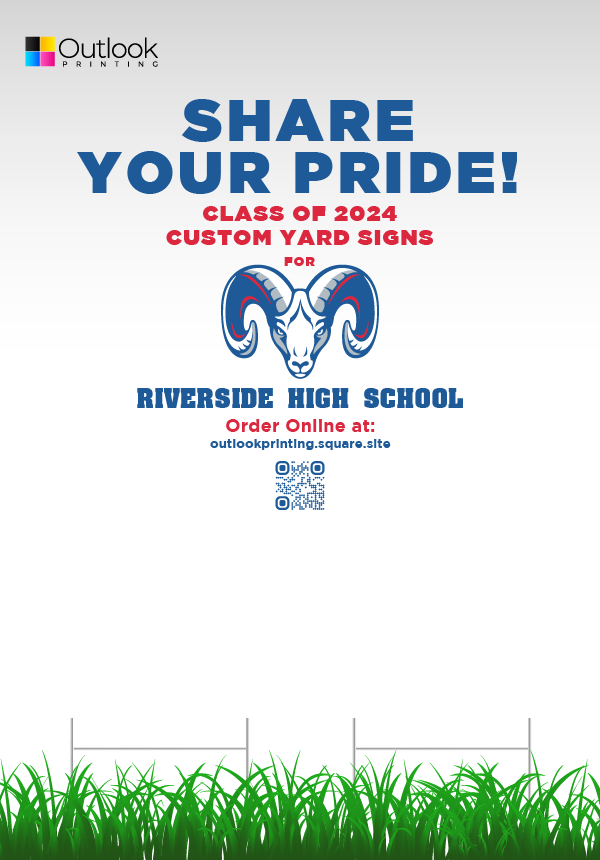 Outlook
PRINTING
SHARE
YOUR PRIDE!
CLASS OF 2024
CUSTOM YARD SIGNS
FOR
RIVERSIDE HIGH SCHOOL
Order Online at:
outlookprinting.square.site